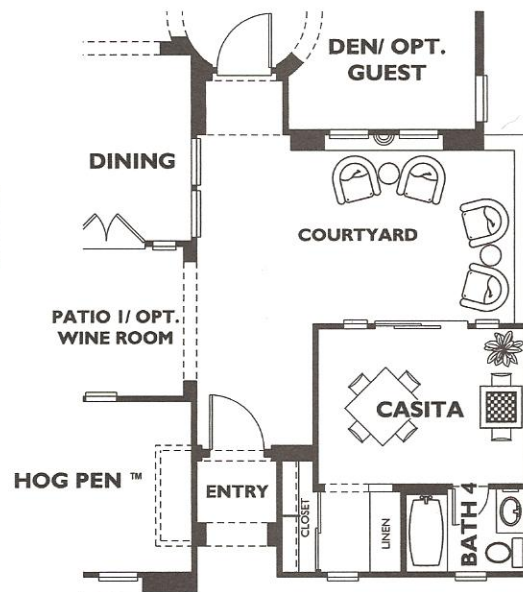 DEN/ OPT.
GUEST
DINING
COURTYARD
PATIO 1/ OPT.
WINE ROOM
CASITA
HOG PEN ™
ENTRY
CLOSET
LINEN
BATH 4